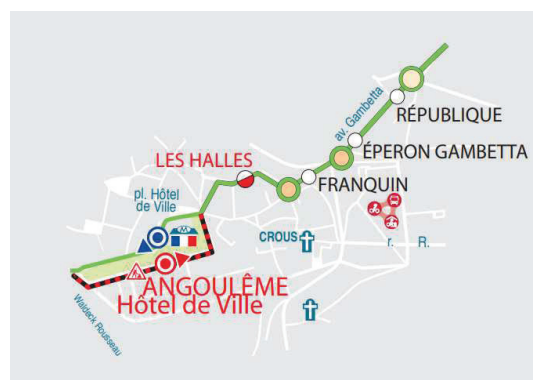 av. Gambetta
RÉPUBLIQUE
ÉPERON GAMBETTA
LES HALLES
FRANQUIN
pl. Hôtel
de Ville
CROUS
r. R.
M
ANGOULÊME
Hôtel de Ville
Waldeck Rousseau